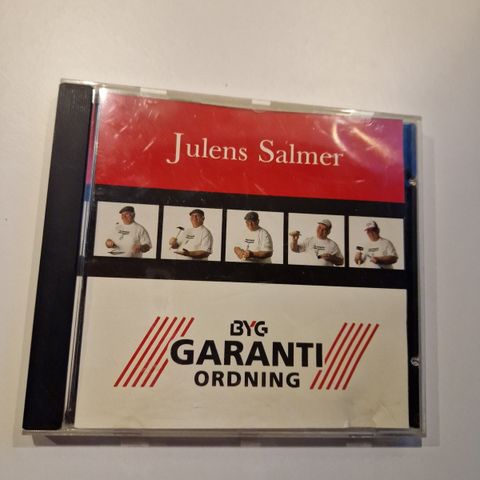 Julens Salmer
BYG
GARANTI
ORDNING